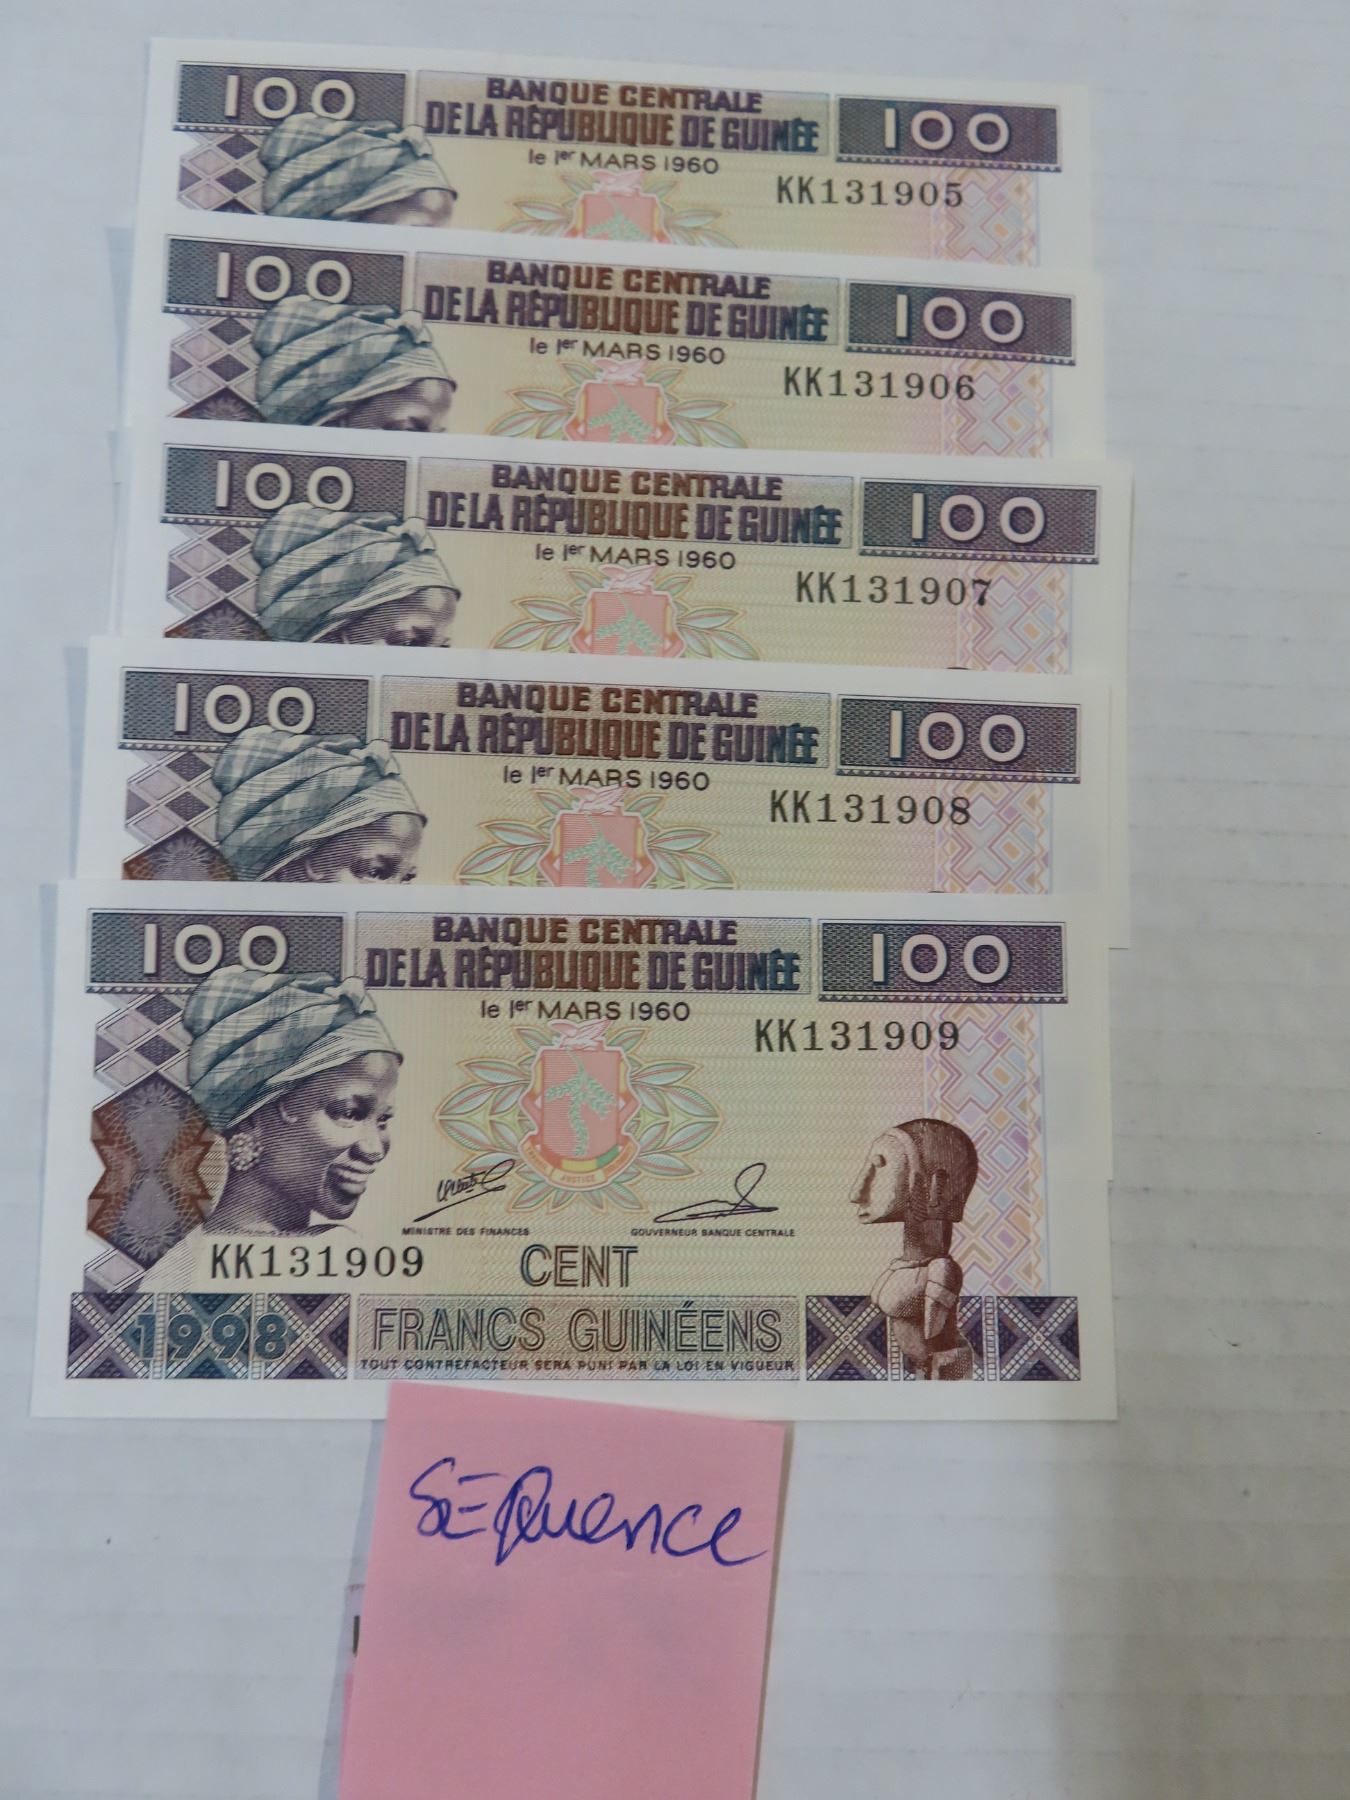 100
BANQUE CENTRALE
DE LA RÉPUBLIQUE DE GUINÉE
100
le 1er MARS 1960
KK131905
100
BANQUE CENTRALE
DE LA RÉPUBLIQUE DE GUINÉE
100
le 1er MARS 1960
KK131906
100
BANQUE CENTRALE
DE LA RÉPUBLIQUE DE GUINÉE
100
le 1er MARS 1960
KK131907
100
BANQUE CENTRALE
DE LA RÉPUBLIQUE DE GUINÉE
100
le 1er MARS 1960
KK131908
100
BANQUE CENTRALE
DE LA RÉPUBLIQUE DE GUINÉE
100
le 1er MARS 1960
KK131909
JUSTICE
MINISTRE DES FINANCES
GOUVERNEUR BANQUE CENTRALE
KK131909
CENT
1998
FRANCS GUINÉENS
TOUT CONTREFACTEUR SERA PUNI PAR LA LOI EN VIGUEUR
SEQuence